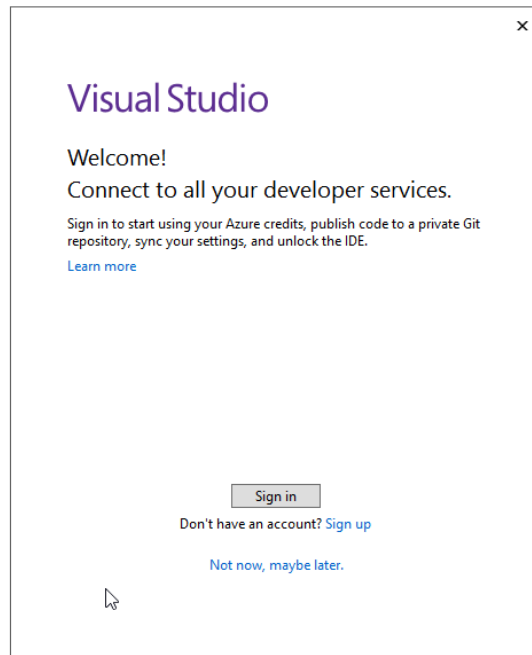 Visual Studio
Welcome!
Connect to all your developer services.
Sign in to start using your Azure credits, publish code to a private Git
repository, sync your settings, and unlock the IDE.
Learn more
Sign in
Don't have an account? Sign up
Not now, maybe later.